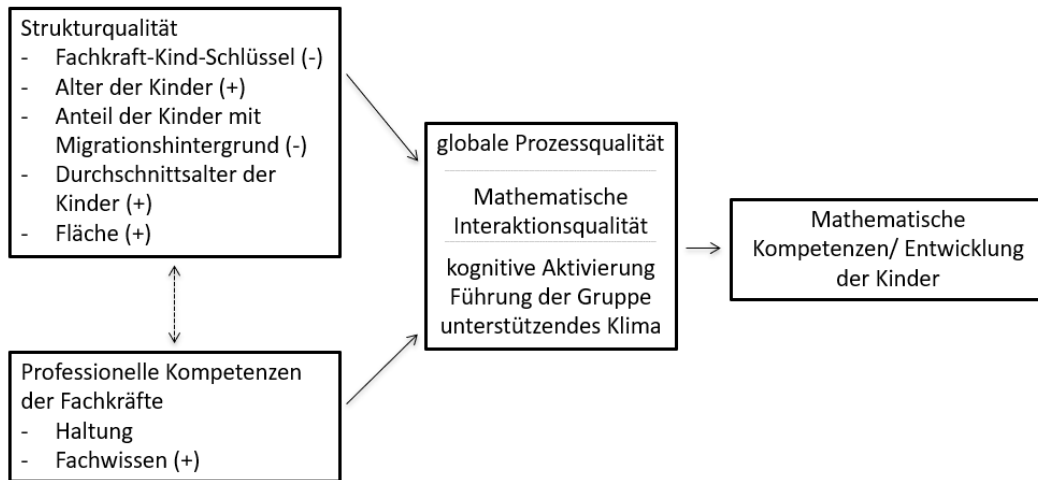 Strukturqualität
- Fachkraft-Kind-Schlüssel (-)
- Alter der Kinder (+)
- Anteil der Kinder mit
Migrationshintergrund (-)
- Durchschnittsalter der
Kinder (+)
- Fläche (+)
Professionelle Kompetenzen
der Fachkräfte
- Haltung
- Fachwissen (+)
globale Prozessqualität
Mathematische
Interaktionsqualität
kognitive Aktivierung
Führung der Gruppe
unterstützendes Klima
Mathematische
Kompetenzen/ Entwicklung
der Kinder